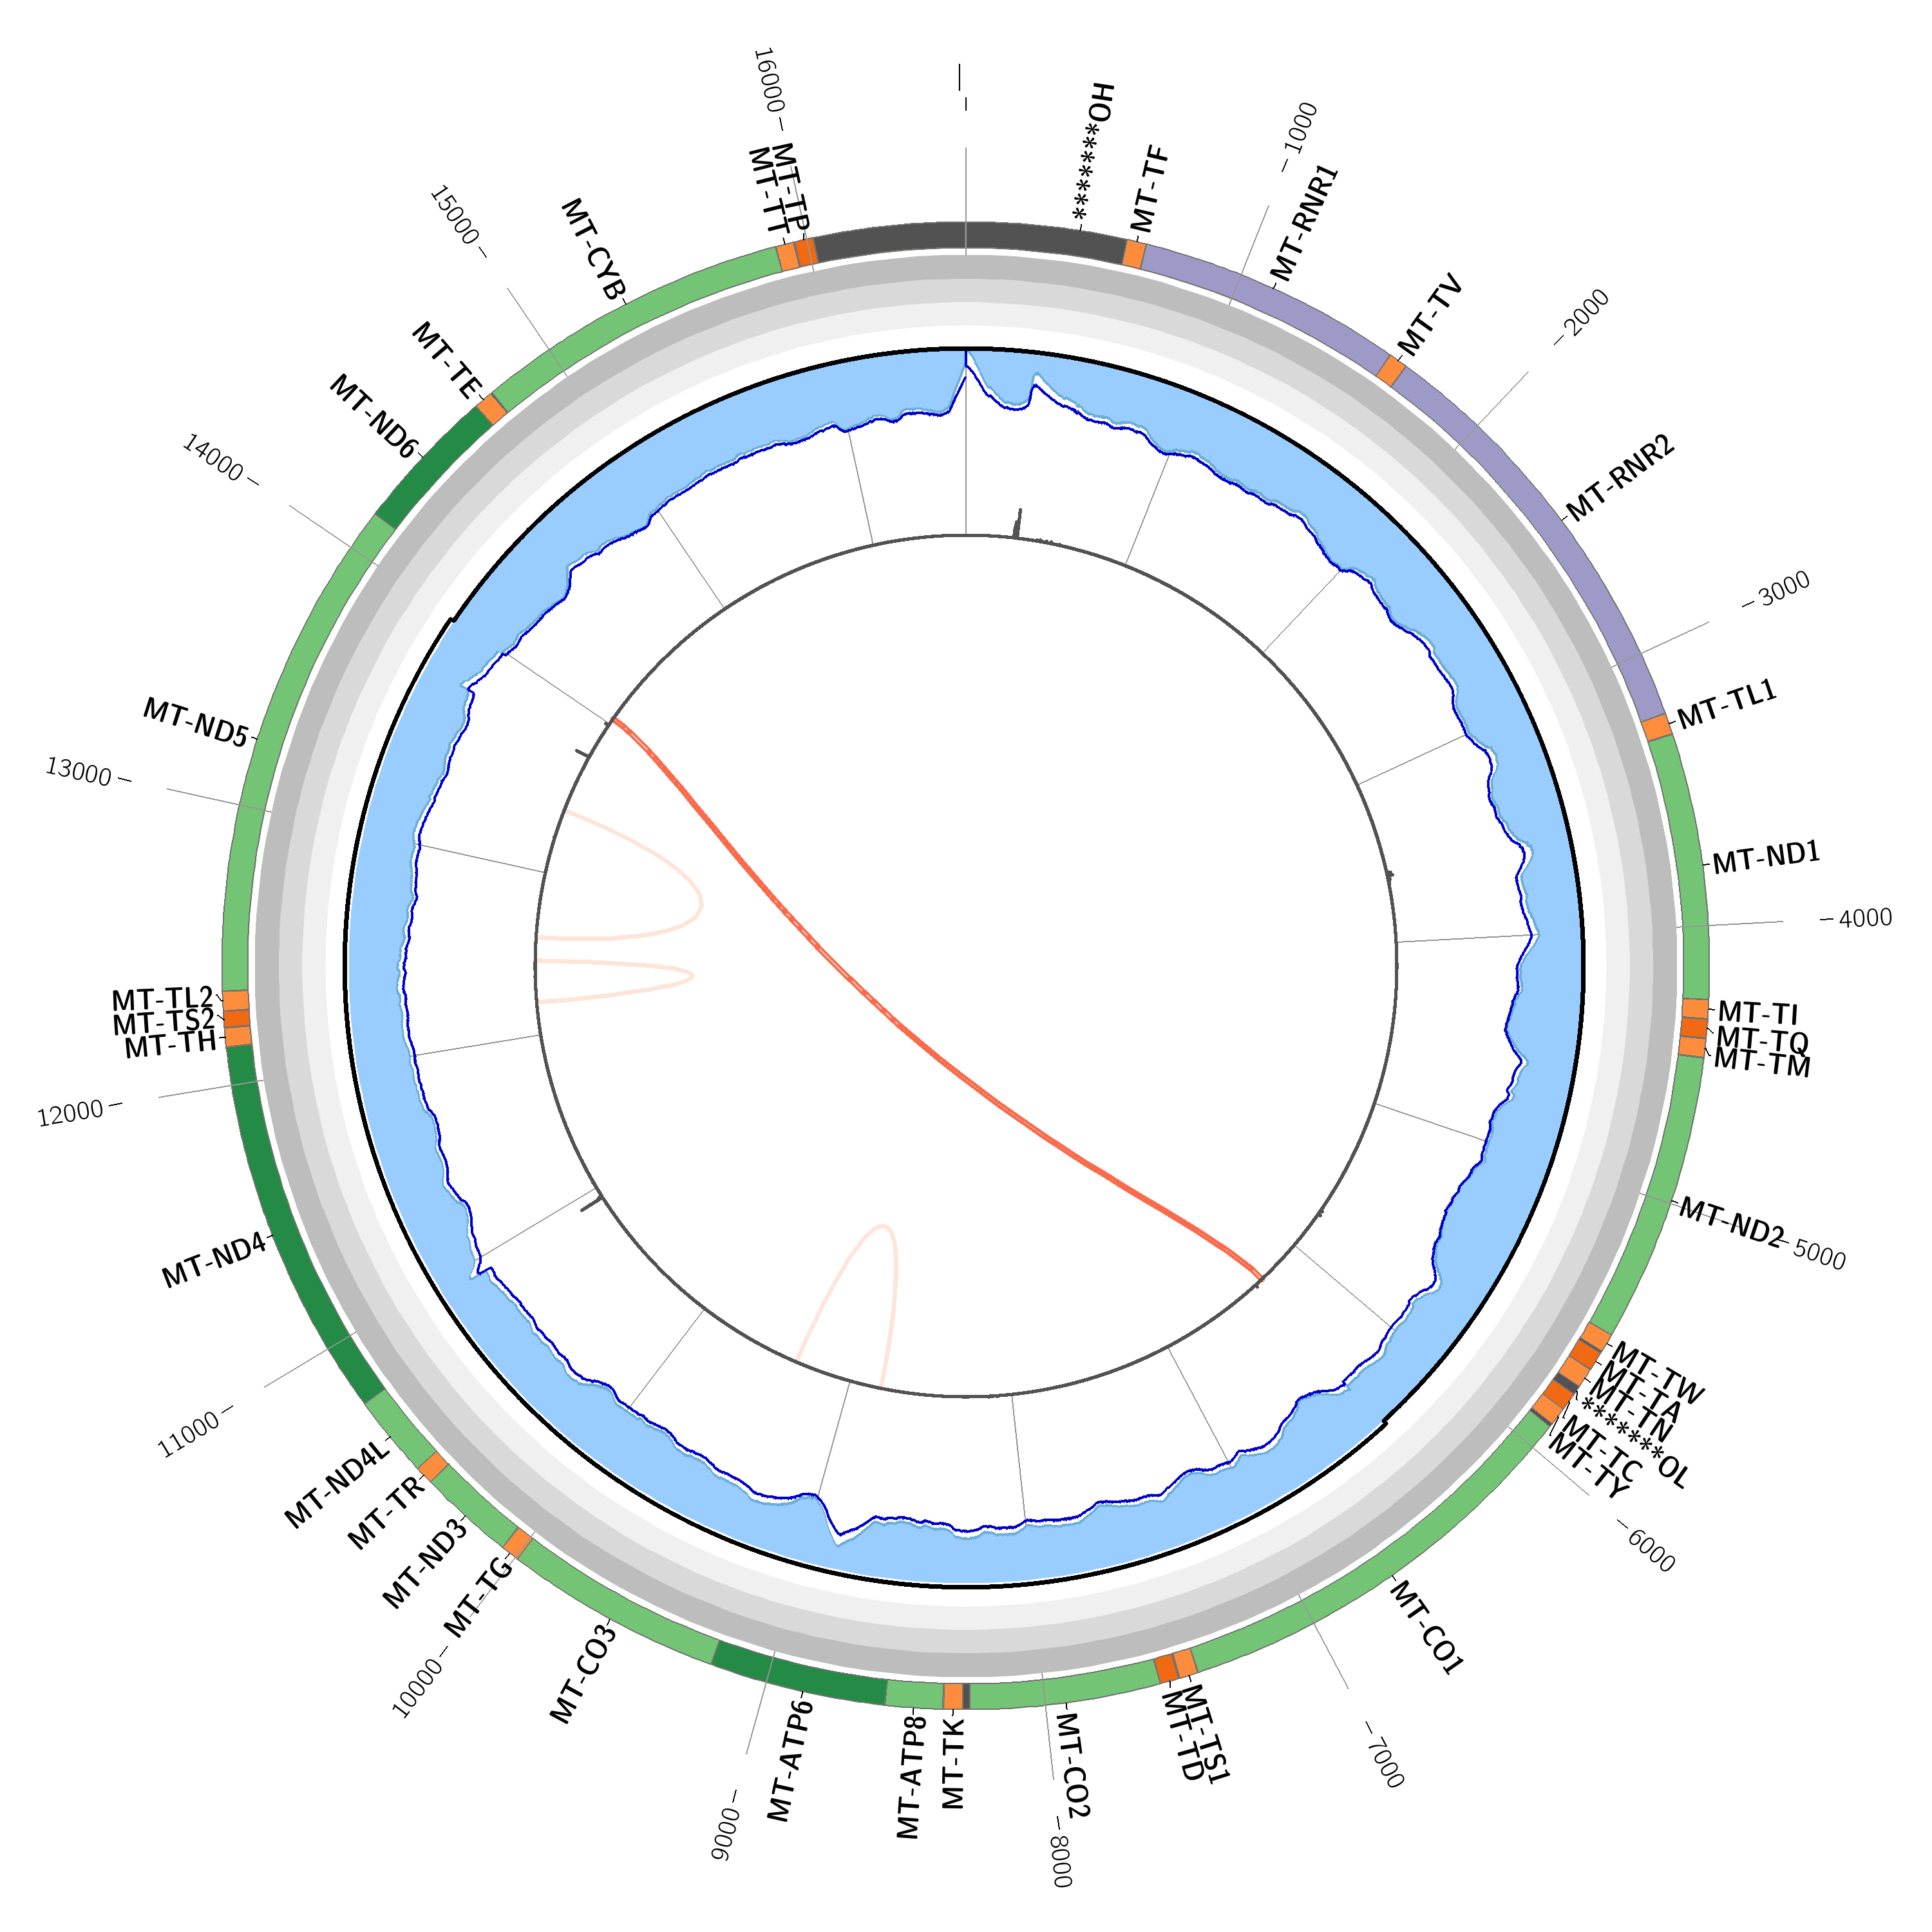 ******OH
MT-TF
1000
MT-RNR1
MT-TV
2000
MT-RNR2
3000
MT-TL1
MT-ND1
4000
MT-TI
MT-TQ
MT-TM
MT-ND2
5000
MT-TW
MT-TA
MT-TN
******OL
MT-TC
MT-TY
6000
MT-CO1
7000
MT-TS1
MT-TD
MT-CO2
8000
MT-TK
MT-ATP8
MT-ATP6
9000
MT-CO3
10000
MT-TG
MT-ND3
MT-TR
MT-ND4L
11000
MT-ND4
12000
MT-TH
MT-TS2
MT-TL2
13000
MT-ND5
14000
MT-ND6
MT-TE
15000
MT-CYB
MT-TT
MT-TP
16000